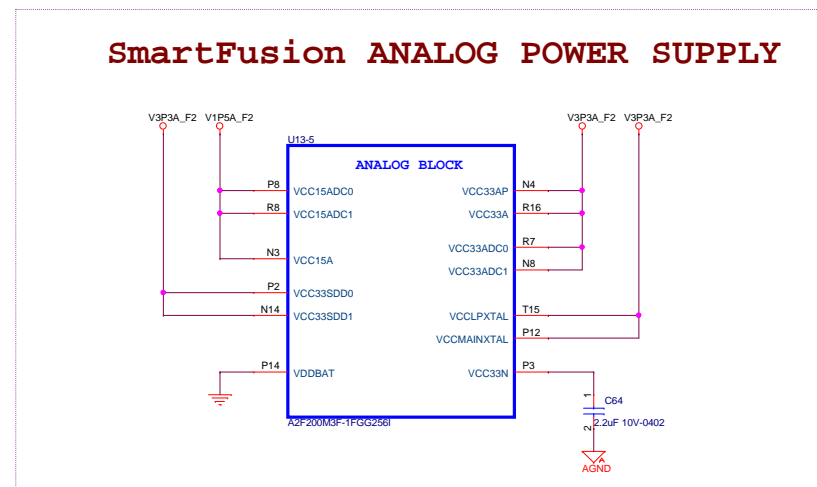 SmartFusion ANALOG POWER SUPPLY
V3P3A_F2 V1P5A_F2 V3P3A_F2 V3P3A_F2
U13-5
ANALOG BLOCK
P8 VCC15ADC0 VCC33AP N4
R8 VCC15ADC1 VCC33A R16
VCC33ADC0 R7
N3 VCC15A VCC33ADC1 N8
P2 VCC33SDD0
N14 VCC33SDD1 VCCLPXTAL T15
VCCMAINXTAL P12
P14 VDDBAT VCC33N P3
1
C64
2.2uF 10V-0402
2
A2F200M3F-1FGG256I
A
AGND